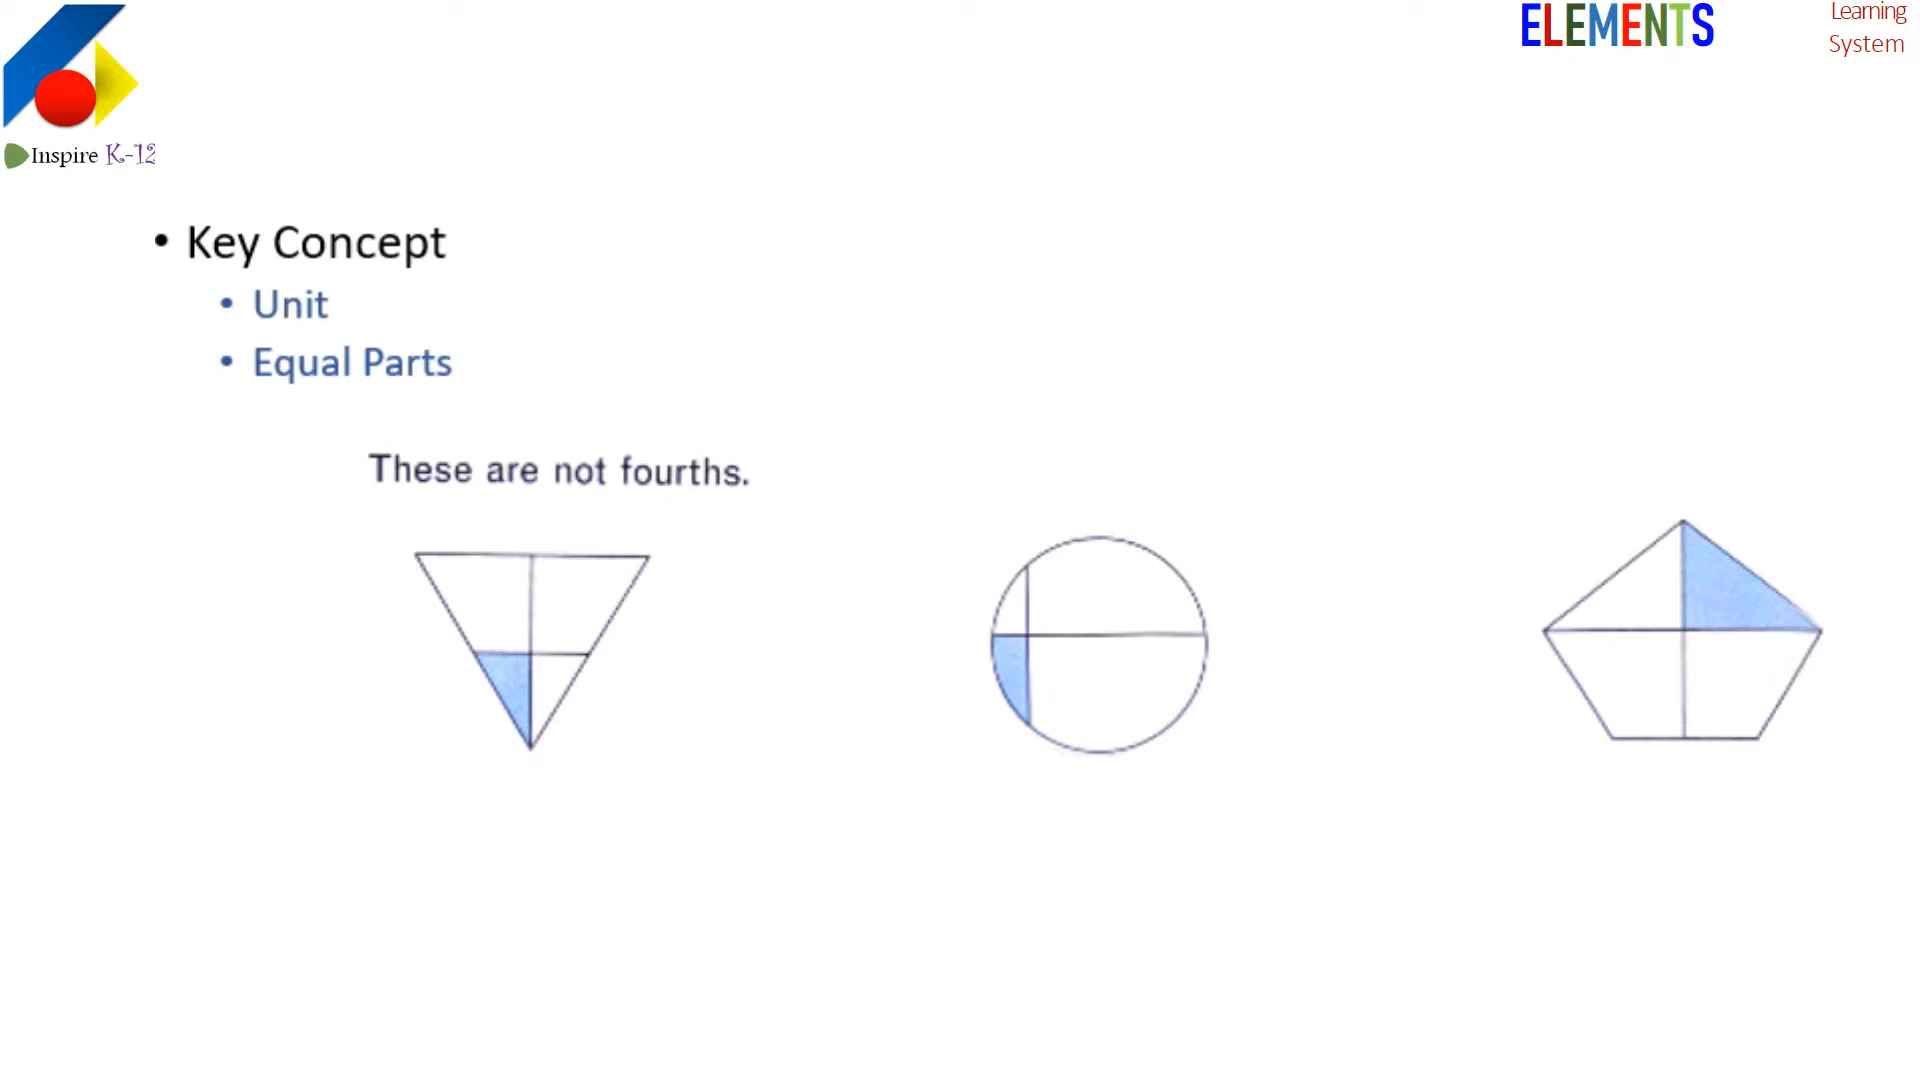 ELEMENTS
Learning
System
Inspire K-12
• Key Concept
• Unit
• Equal Parts
These are not fourths.